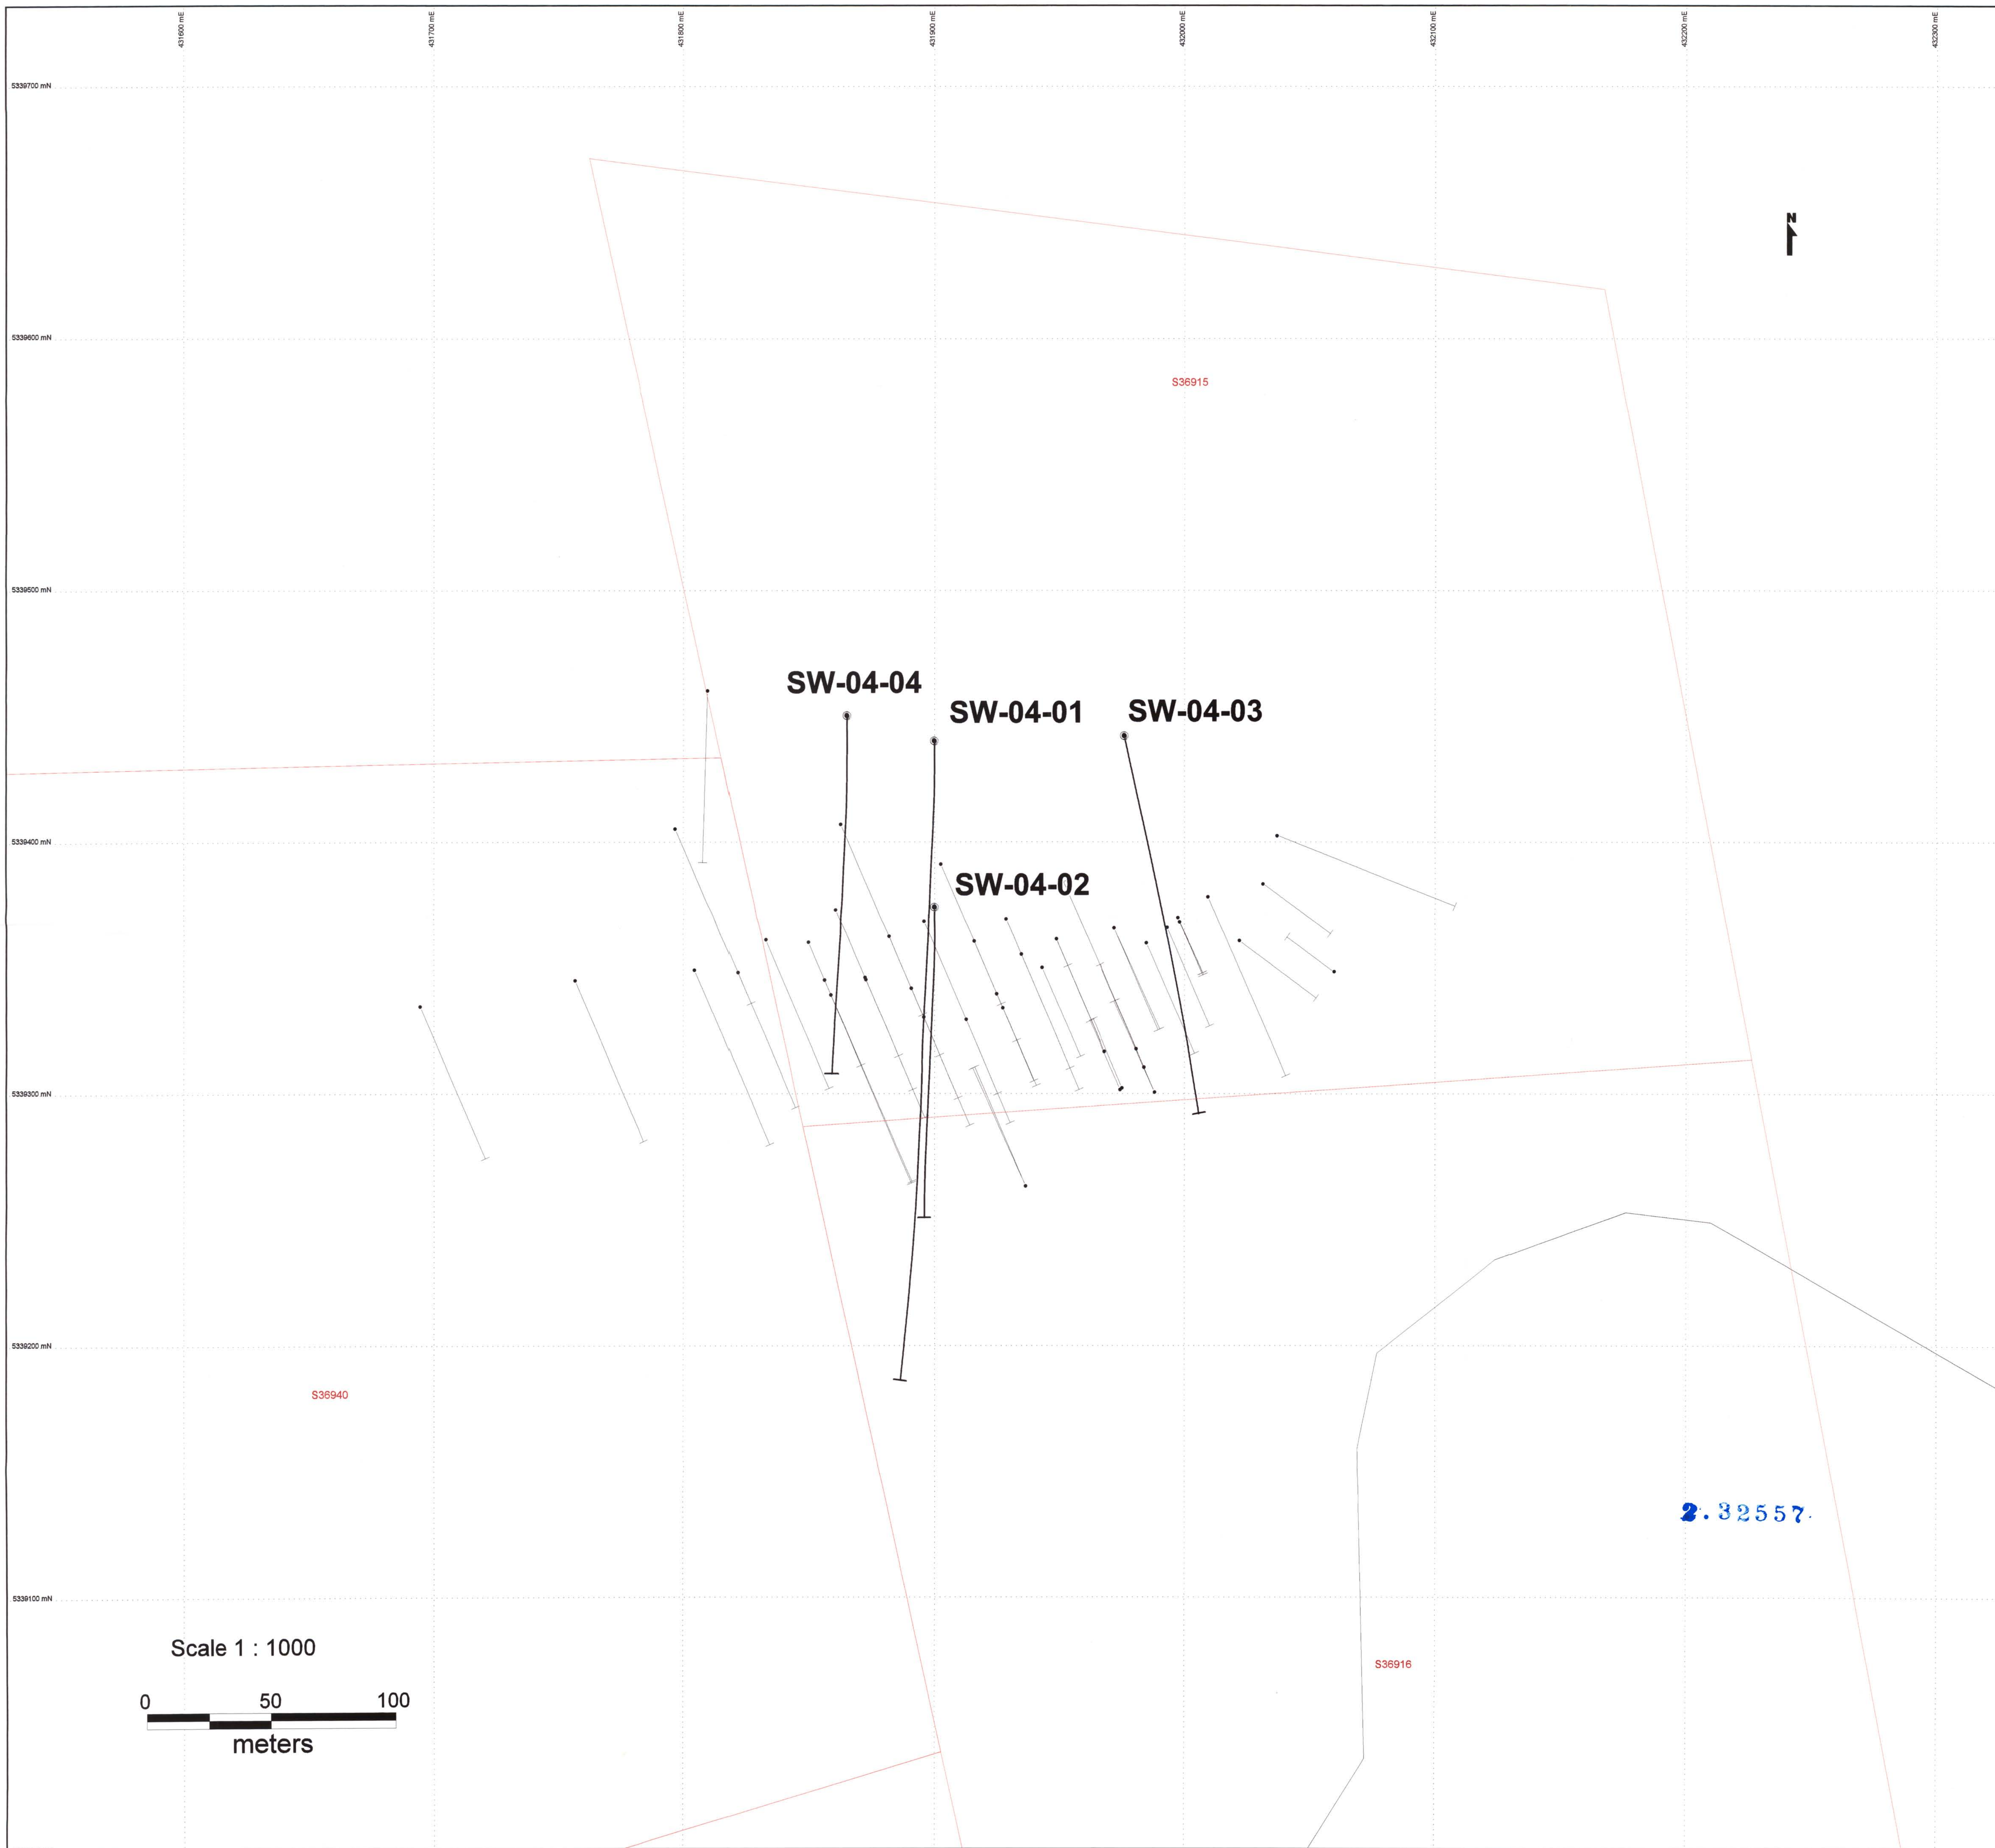 431600 mE
431700 mE
431800 mE
431900 mE
432000 mE
432100 mE
432200 mE
432300 mE
5339700 mN
N
5339600 mN
S36915
5339500 mN
SW-04-04
SW-04-01
SW-04-03
5339400 mN
SW-04-02
5339300 mN
5339200 mN
S36940
2.32557
5339100 mN
Scale 1 : 1000
S36916
0 50 100
meters